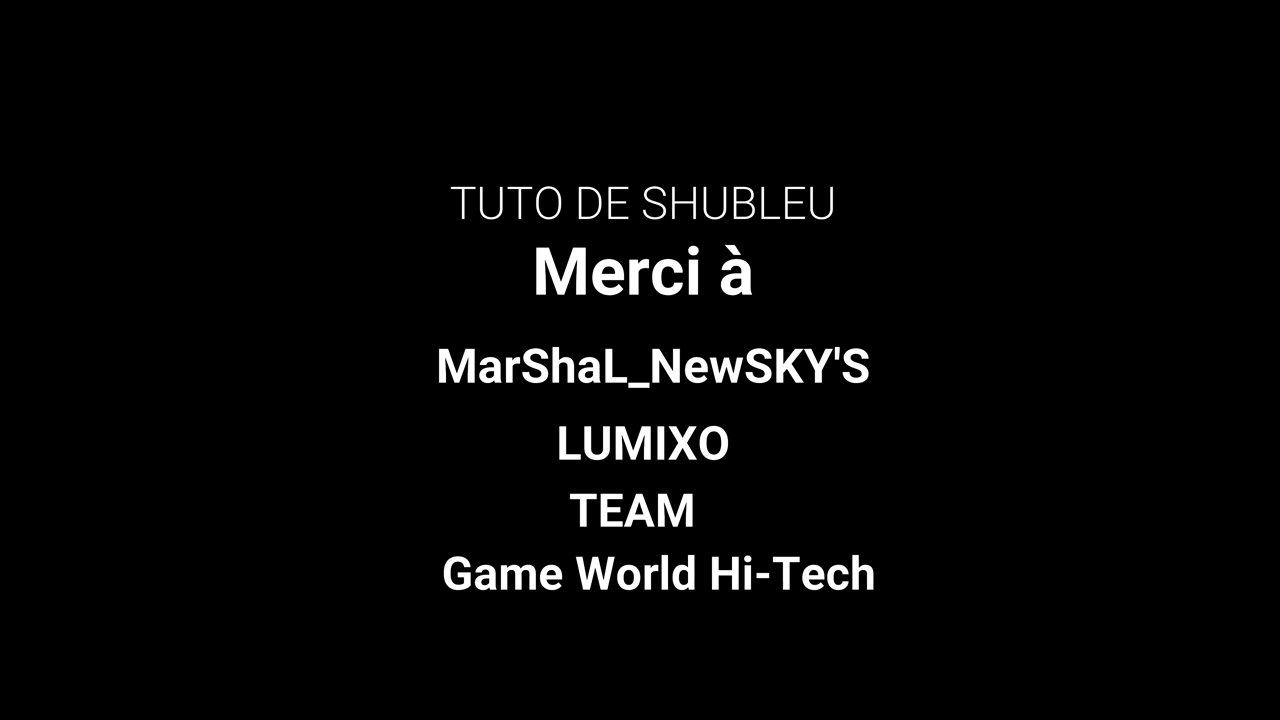 TUTO DE SHUBLEU
Merci à
MarShaL_NewSKY'S
LUMIXO
TEAM
Game World Hi-Tech